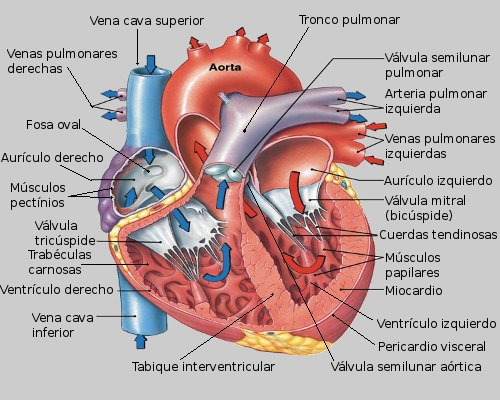 Vena cava superior
Tronco pulmonar
Venas pulmonares
derechas
Aorta
Válvula semilunar
pulmonar
Arteria pulmonar
izquierda
Fosa oval
Venas pulmonares
izquierdas
Aurículo derecho
Aurículo izquierdo
Músculos
pectínios
Válvula mitral
(bicúspide)
Válvula
tricúspide
Cuerdas tendinosas
Trabéculas
carnosas
Músculos
papilares
Ventrículo derecho
Miocardio
Vena cava
inferior
Ventrículo izquierdo
Pericardio visceral
Tabique interventricular
Válvula semilunar aórtica